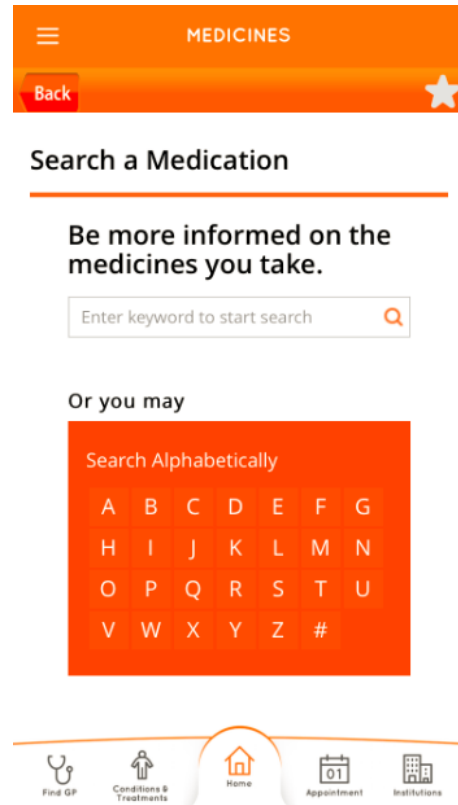 MEDICINES
Back
Search a Medication
Be more informed on the
medicines you take.
Enter keyword to start search
Or you may
Search Alphabetically
A B C D E F G
H I J K L M N
O P Q R S T U
V W X Y Z #
Find GP
Conditions &
Treatments
Home
01
Appointment
Institutions